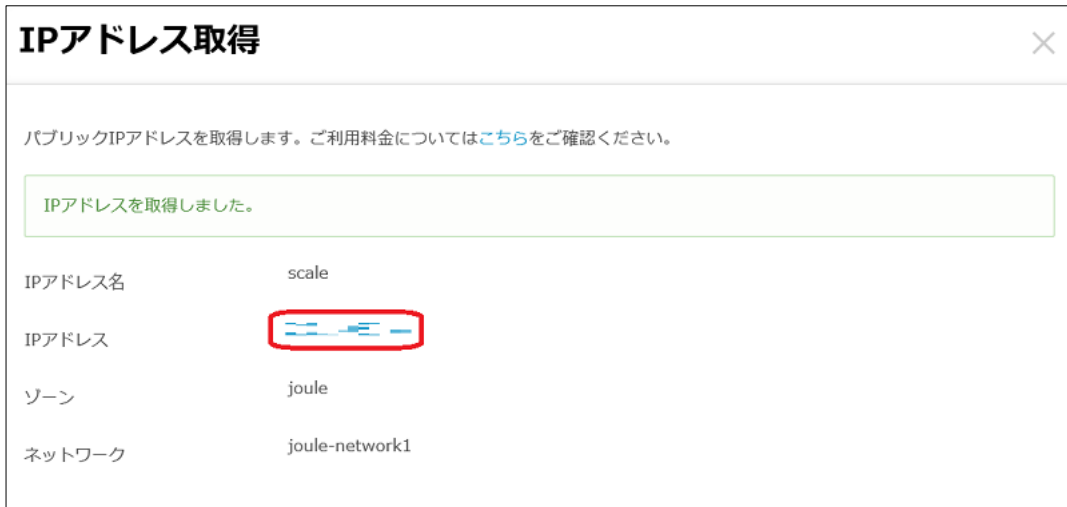 IPアドレス取得
パブリックIPアドレスを取得します。ご利用料金についてはこちらをご確認ください。
IPアドレスを取得しました。
IPアドレス名 scale
IPアドレス
ゾーン joule
ネットワーク joule-network1